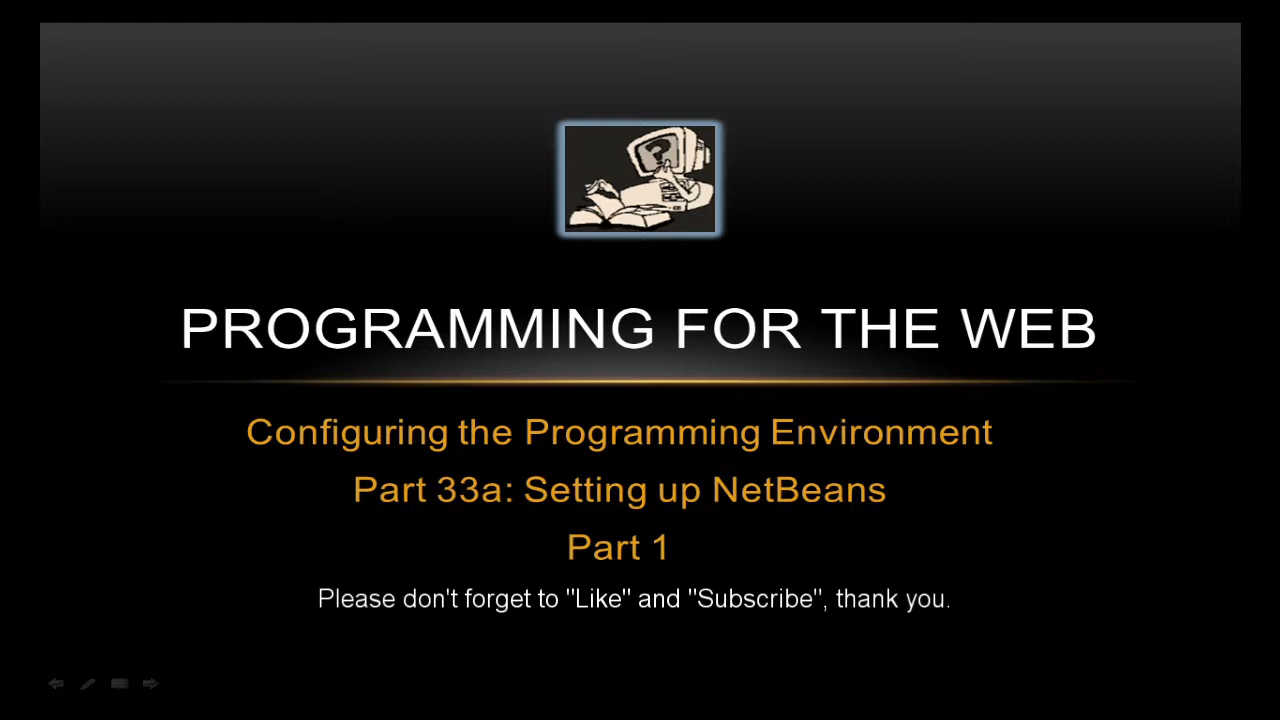 PROGRAMMING FOR THE WEB
Configuring the Programming Environment
Part 33a: Setting up NetBeans
Part 1
Please don't forget to "Like" and "Subscribe", thank you.